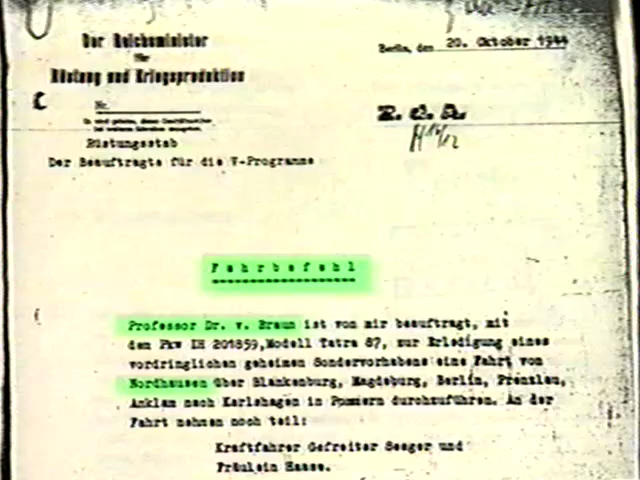 Der Reichsminister
für
Rüstung und Kriegsproduktion
Berlin, den 20. Oktober 1944
Nr.
Rüstungsstab
Der Beauftragte für die V-Programme
Fahrbefehl
Professor Dr. v. Braun ist von mir beauftragt, mit
dem Pkw IH 201859, Modell Tatra 87, zur Erledigung eines
vordringlichen geheimen Sondervorhabens eine Fahrt von
Nordhausen über Blankenburg, Magdeburg, Berlin, Prenzlau,
Anklam nach Karlshagen in Pommern durchzuführen. An der
Fahrt nehmen noch teil:
Kraftfahrer Gefreiter Seeger und
Fräulein Haase.